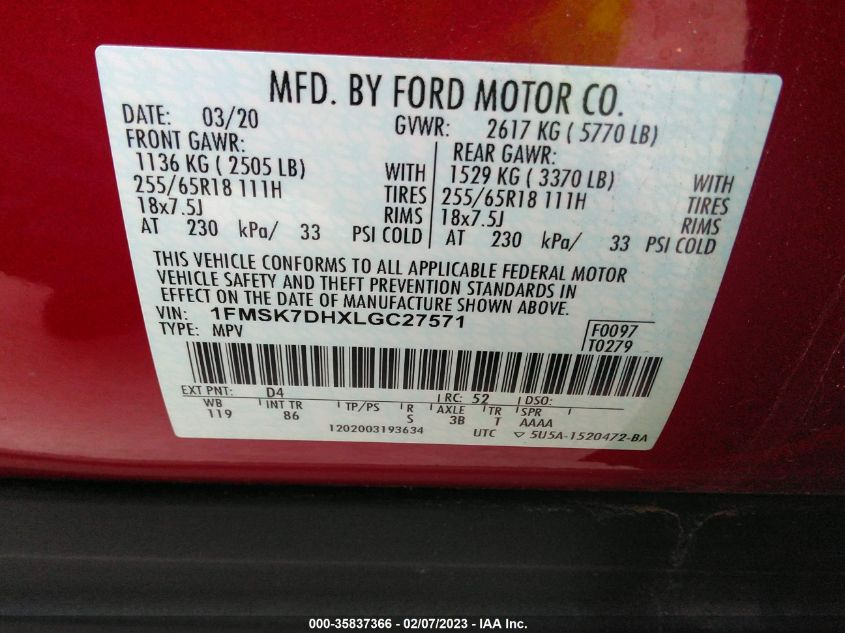 MFD. BY FORD MOTOR CO.
DATE: 03/20 GVWR: 2617 KG ( 5770 LB)
FRONT GAWR: REAR GAWR:
1136 KG ( 2505 LB) WITH 1529 KG ( 3370 LB) WITH
255/65R18 111H TIRES 255/65R18 111H TIRES
18x7.5J RIMS 18x7.5J RIMS
AT 230 kPa/ 33 PSI COLD AT 230 kPa/ 33 PSI COLD
THIS VEHICLE CONFORMS TO ALL APPLICABLE FEDERAL MOTOR
VEHICLE SAFETY AND THEFT PREVENTION STANDARDS IN
EFFECT ON THE DATE OF MANUFACTURE SHOWN ABOVE.
VIN: 1FMSK7DHXLGC27571
TYPE: MPV
F0097
T0279
EXT PNT: D4 RC: 52 DSO:
WB INT TR TP/PS R AXLE TR SPR
119 86 S 3B T AAAA
1202003193634 UTC ▽ 5U5A-1520472-BA
000-35837366 - 02/07/2023 - IAA Inc.